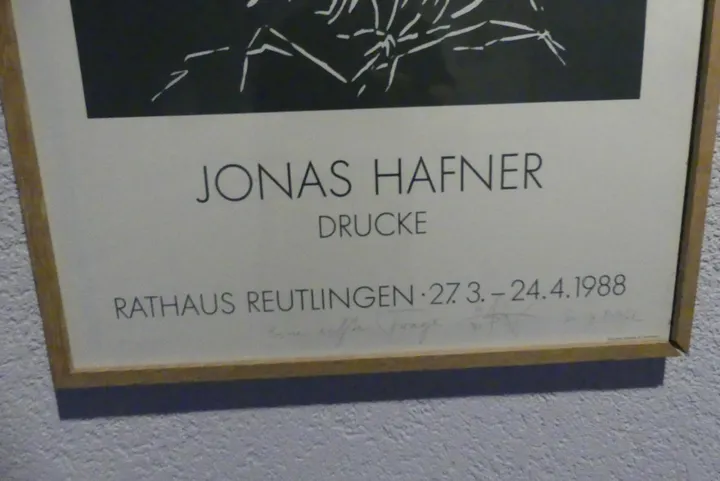 JONAS HAFNER
DRUCKE
RATHAUS REUTLINGEN · 27.3. – 24.4.1988